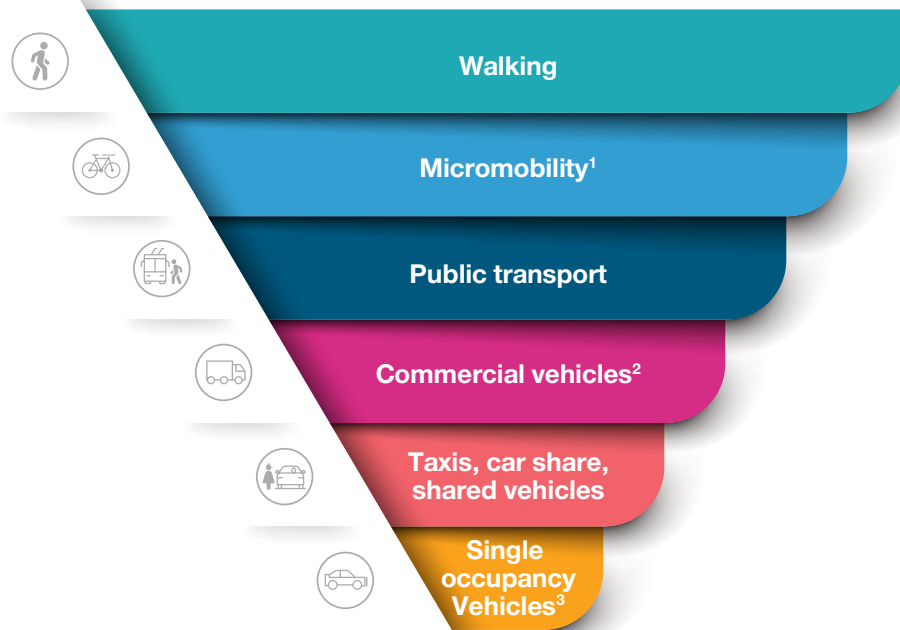 Walking
Micromobility¹
Public transport
Commercial vehicles²
Taxis, car share,
shared vehicles
Single
occupancy
Vehicles³